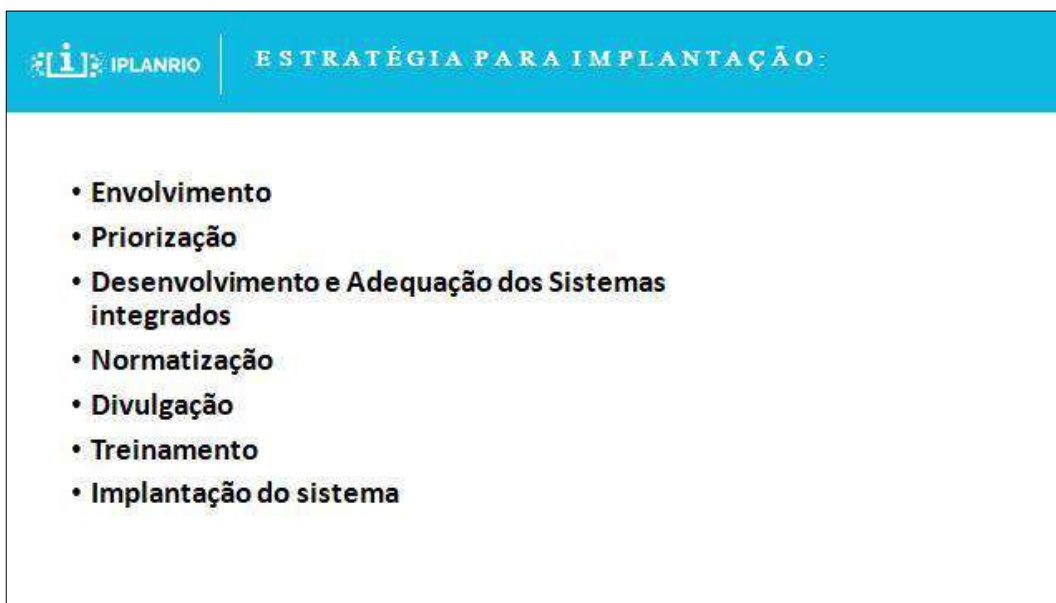 [i] IPLANRIO
ESTRATÉGIA PARA IMPLANTAÇÃO:
• Envolvimento
• Priorização
• Desenvolvimento e Adequação dos Sistemas
integrados
• Normatização
• Divulgação
• Treinamento
• Implantação do sistema